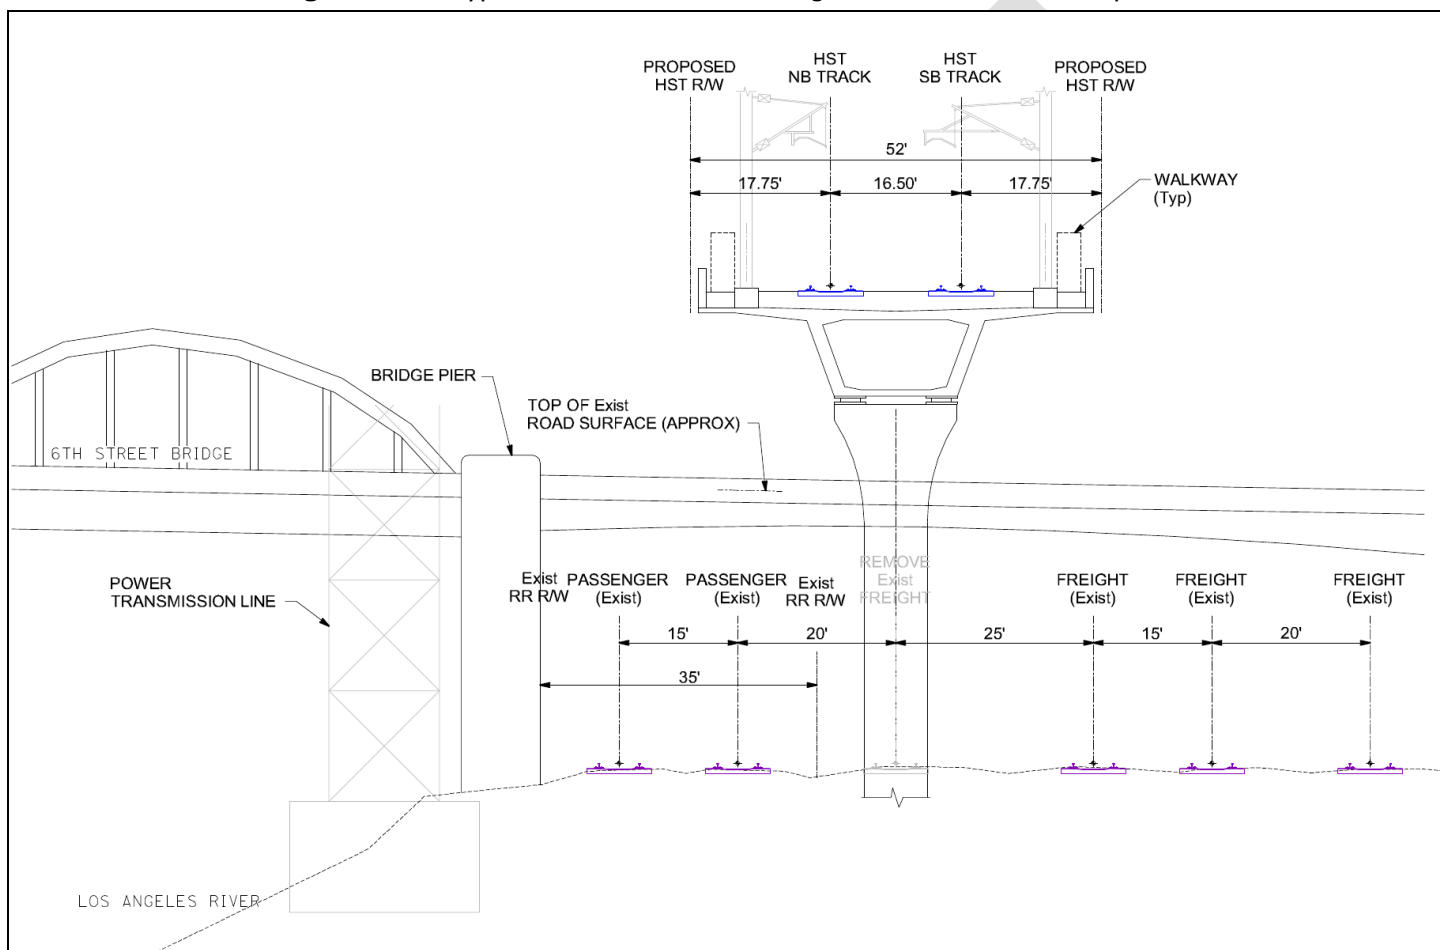 PROPOSED
HST R/W
HST
NB TRACK
HST
SB TRACK
PROPOSED
HST R/W
52'
17.75'
16.50'
17.75'
WALKWAY
(Typ)
BRIDGE PIER
TOP OF Exist
ROAD SURFACE (APPROX)
6TH STREET BRIDGE
POWER
TRANSMISSION LINE
Exist
RR R/W
PASSENGER
(Exist)
PASSENGER
(Exist)
Exist
RR R/W
REMOVE
Exist
FREIGHT
FREIGHT
(Exist)
FREIGHT
(Exist)
FREIGHT
(Exist)
15'
20'
25'
15'
20'
35'
LOS ANGELES RIVER